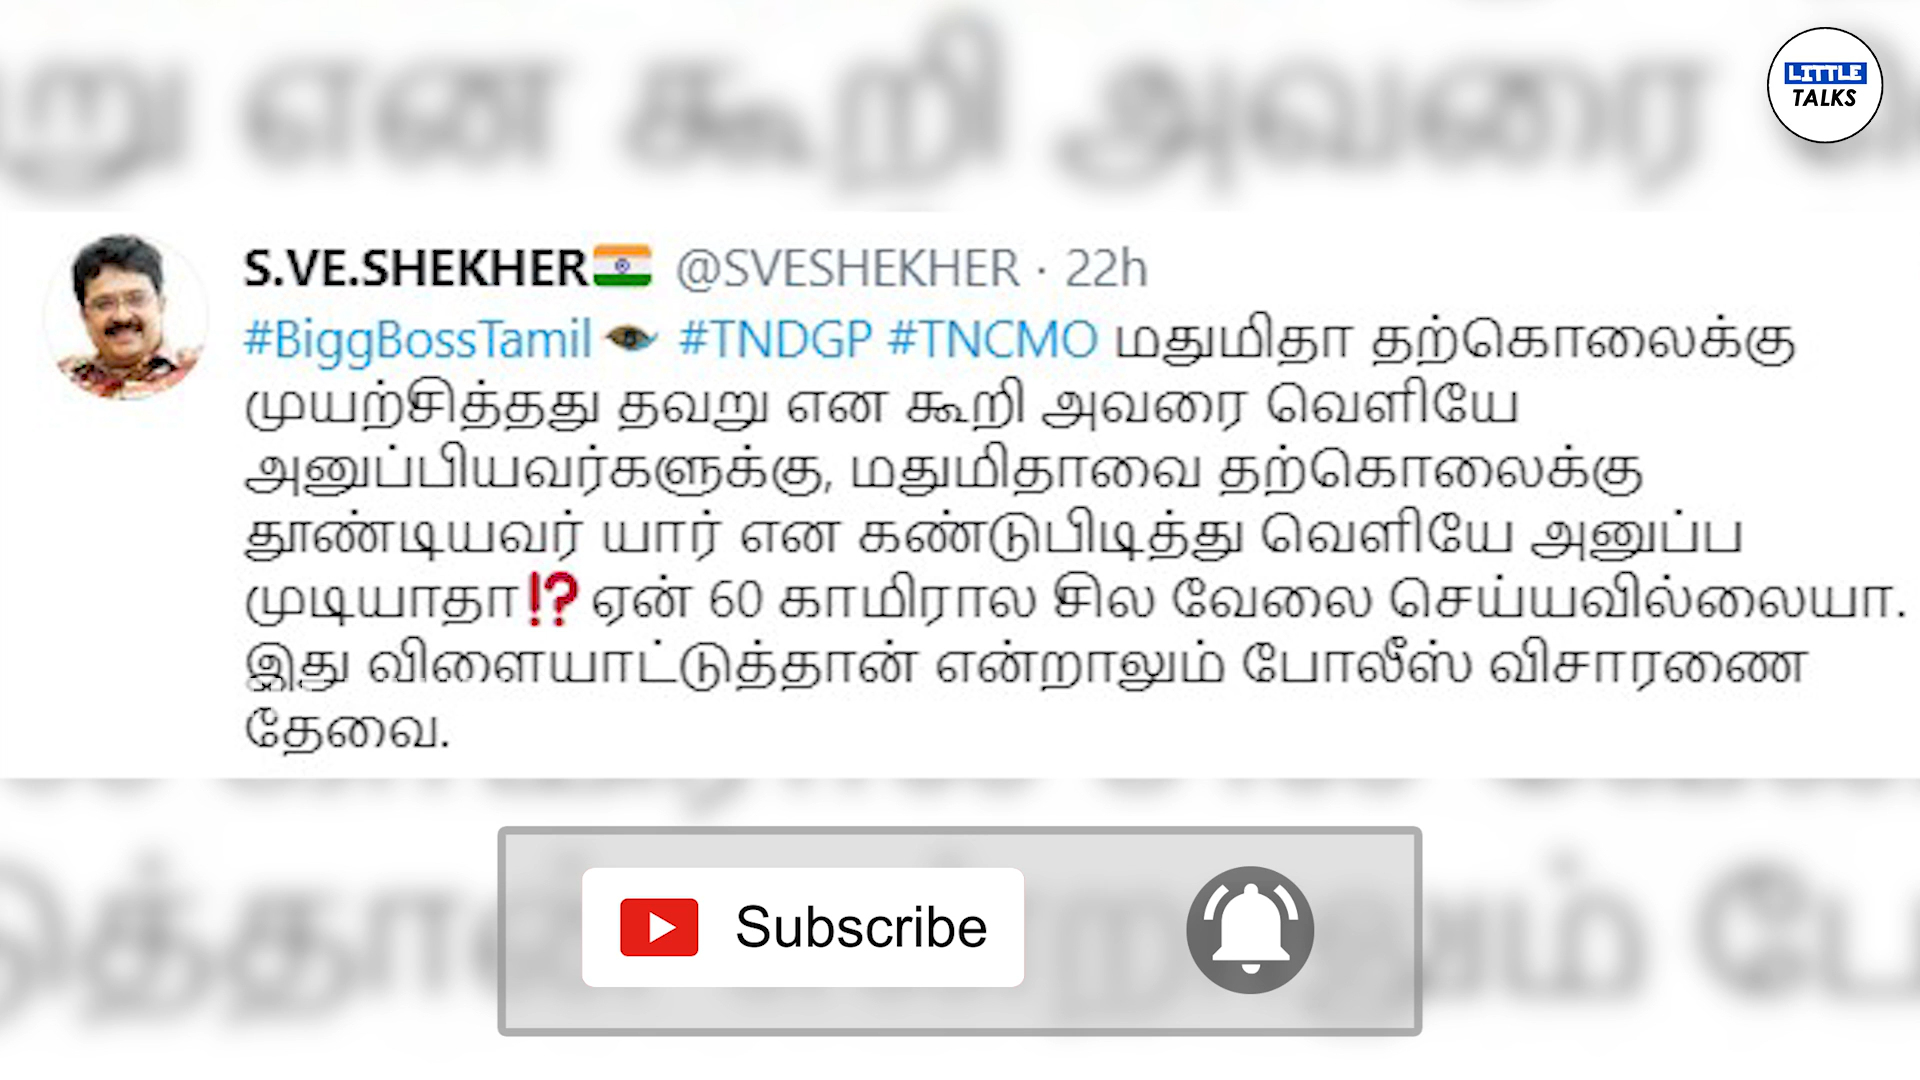 LITTLE
TALKS
S.VE.SHEKHER🇮🇳 @SVESHEKHER · 22h
#BiggBossTamil #TNDGP #TNCMO மதுமிதா தற்கொலைக்கு
முயற்சித்தது தவறு என கூறி அவரை வெளியே
அனுப்பியவர்களுக்கு, மதுமிதாவை தற்கொலைக்கு
தூண்டியவர் யார் என கண்டுபிடித்து வெளியே அனுப்ப
முடியாதா⁉️ ஏன் 60 காமிரால சில வேலை செய்யவில்லையா.
இது விளையாட்டுத்தான் என்றாலும் போலீஸ் விசாரணை
தேவை.
Subscribe